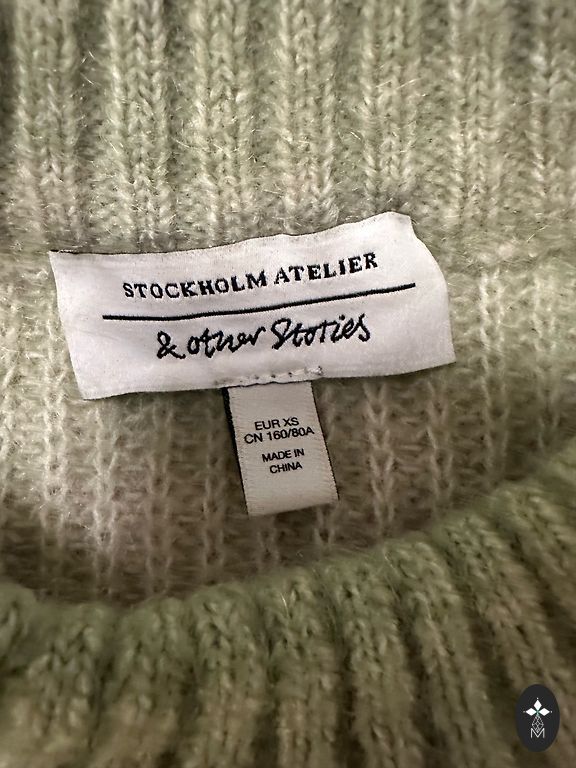 STOCKHOLM ATELIER
& other Stories
EUR XS
CN 160/80A
MADE IN
CHINA
M